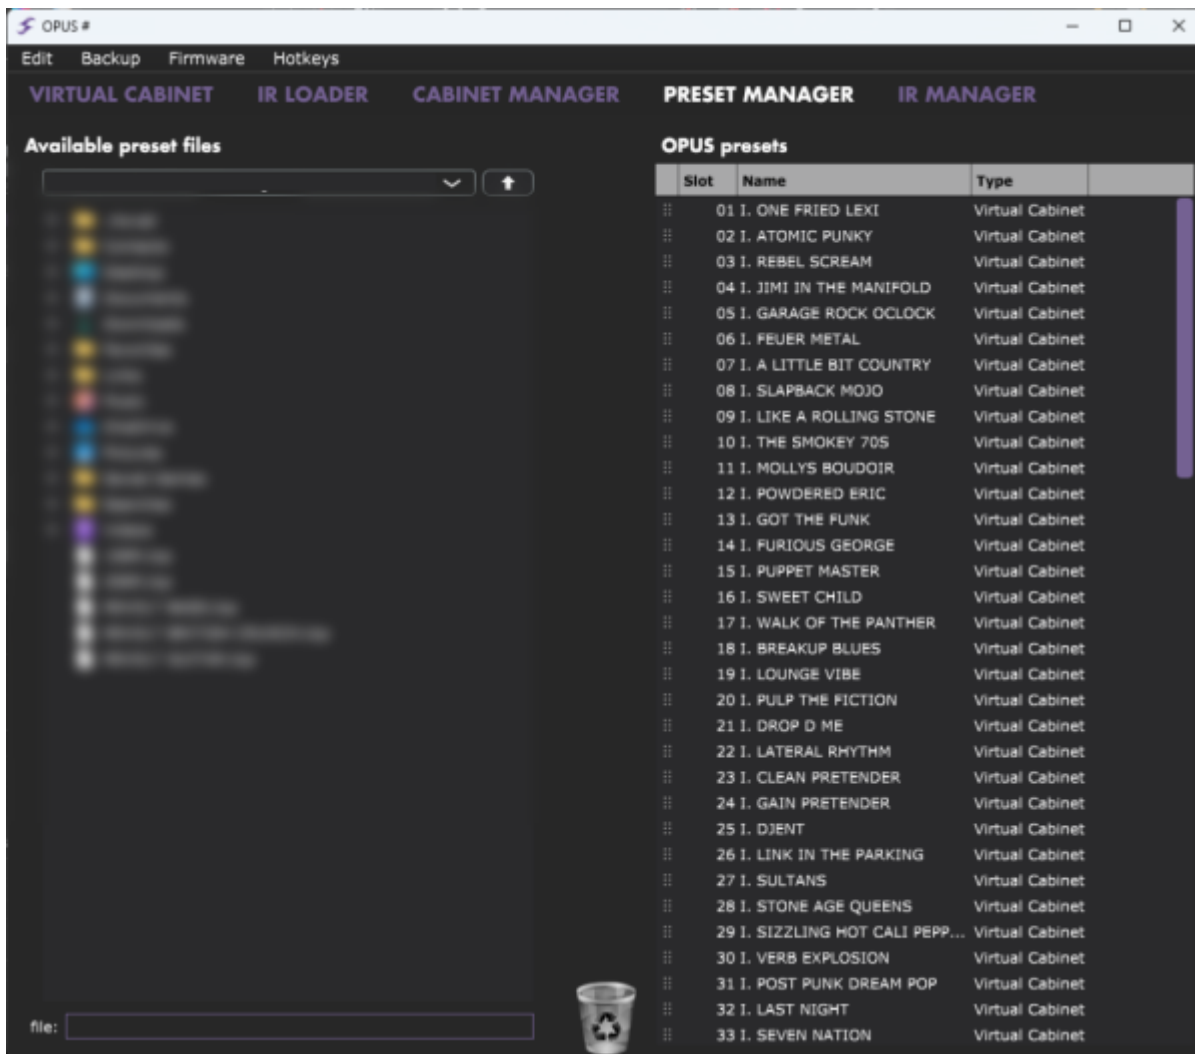 OPUS #
Edit Backup Firmware Hotkeys
VIRTUAL CABINET IR LOADER CABINET MANAGER PRESET MANAGER IR MANAGER
Available preset files
OPUS presets
Slot Name Type
01 I. ONE FRIED LEXI Virtual Cabinet
02 I. ATOMIC PUNKY Virtual Cabinet
03 I. REBEL SCREAM Virtual Cabinet
04 I. JIMI IN THE MANIFOLD Virtual Cabinet
05 I. GARAGE ROCK OCLOCK Virtual Cabinet
06 I. FEUER METAL Virtual Cabinet
07 I. A LITTLE BIT COUNTRY Virtual Cabinet
08 I. SLAPBACK MOJO Virtual Cabinet
09 I. LIKE A ROLLING STONE Virtual Cabinet
10 I. THE SMOKEY 70S Virtual Cabinet
11 I. MOLLYS BOUDOIR Virtual Cabinet
12 I. POWDERED ERIC Virtual Cabinet
13 I. GOT THE FUNK Virtual Cabinet
14 I. FURIOUS GEORGE Virtual Cabinet
15 I. PUPPET MASTER Virtual Cabinet
16 I. SWEET CHILD Virtual Cabinet
17 I. WALK OF THE PANTHER Virtual Cabinet
18 I. BREAKUP BLUES Virtual Cabinet
19 I. LOUNGE VIBE Virtual Cabinet
20 I. PULP THE FICTION Virtual Cabinet
21 I. DROP D ME Virtual Cabinet
22 I. LATERAL RHYTHM Virtual Cabinet
23 I. CLEAN PRETENDER Virtual Cabinet
24 I. GAIN PRETENDER Virtual Cabinet
25 I. DJENT Virtual Cabinet
26 I. LINK IN THE PARKING Virtual Cabinet
27 I. SULTANS Virtual Cabinet
28 I. STONE AGE QUEENS Virtual Cabinet
29 I. SIZZLING HOT CALI PEPP... Virtual Cabinet
30 I. VERB EXPLOSION Virtual Cabinet
31 I. POST PUNK DREAM POP Virtual Cabinet
32 I. LAST NIGHT Virtual Cabinet
33 I. SEVEN NATION Virtual Cabinet
file: